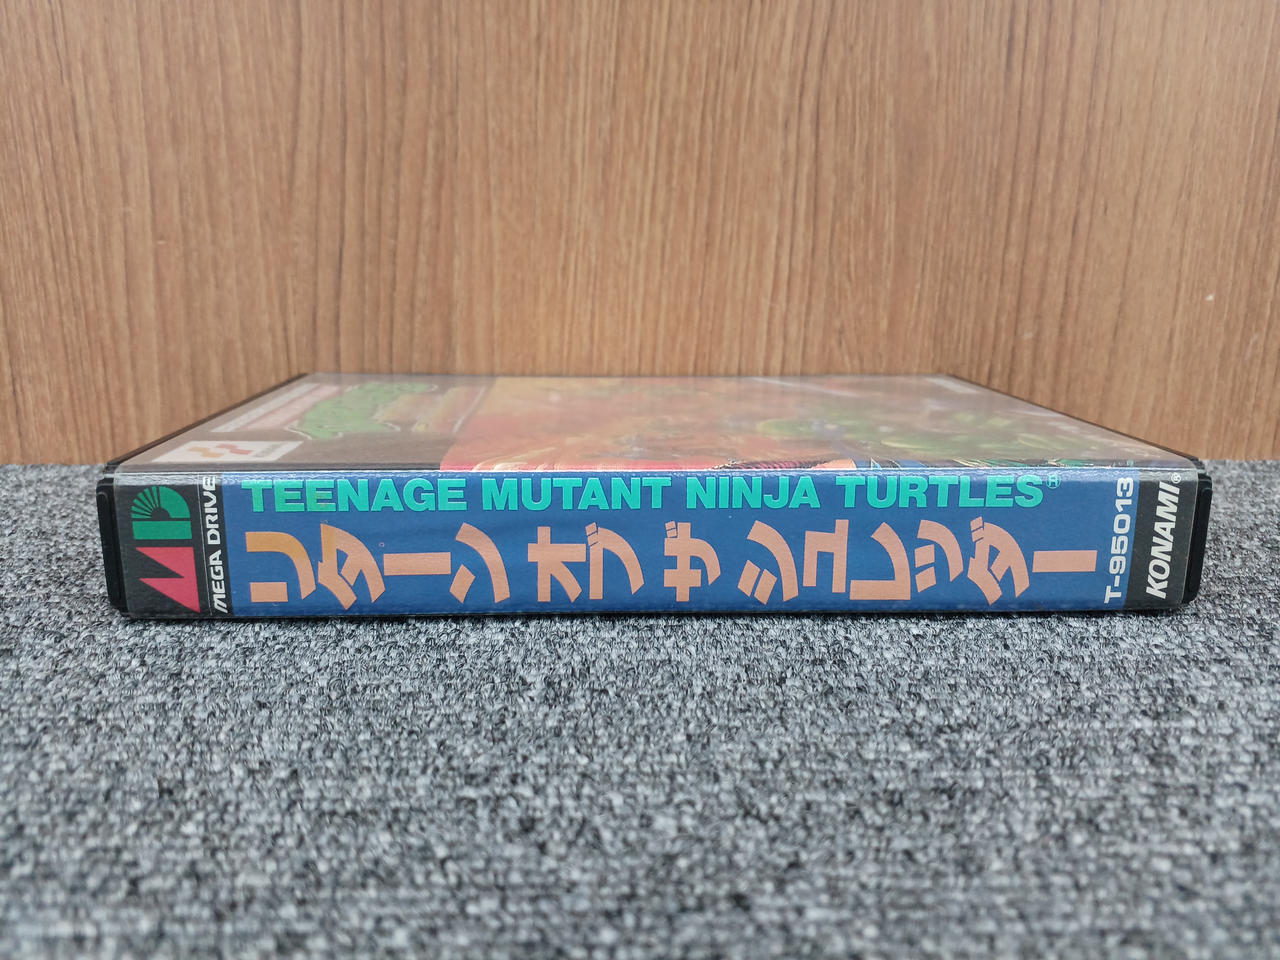 MD
MEGA DRIVE
TEENAGE MUTANT NINJA TURTLES®
リターン オブ ザ シュレッダー
T-95013
KONAMI®